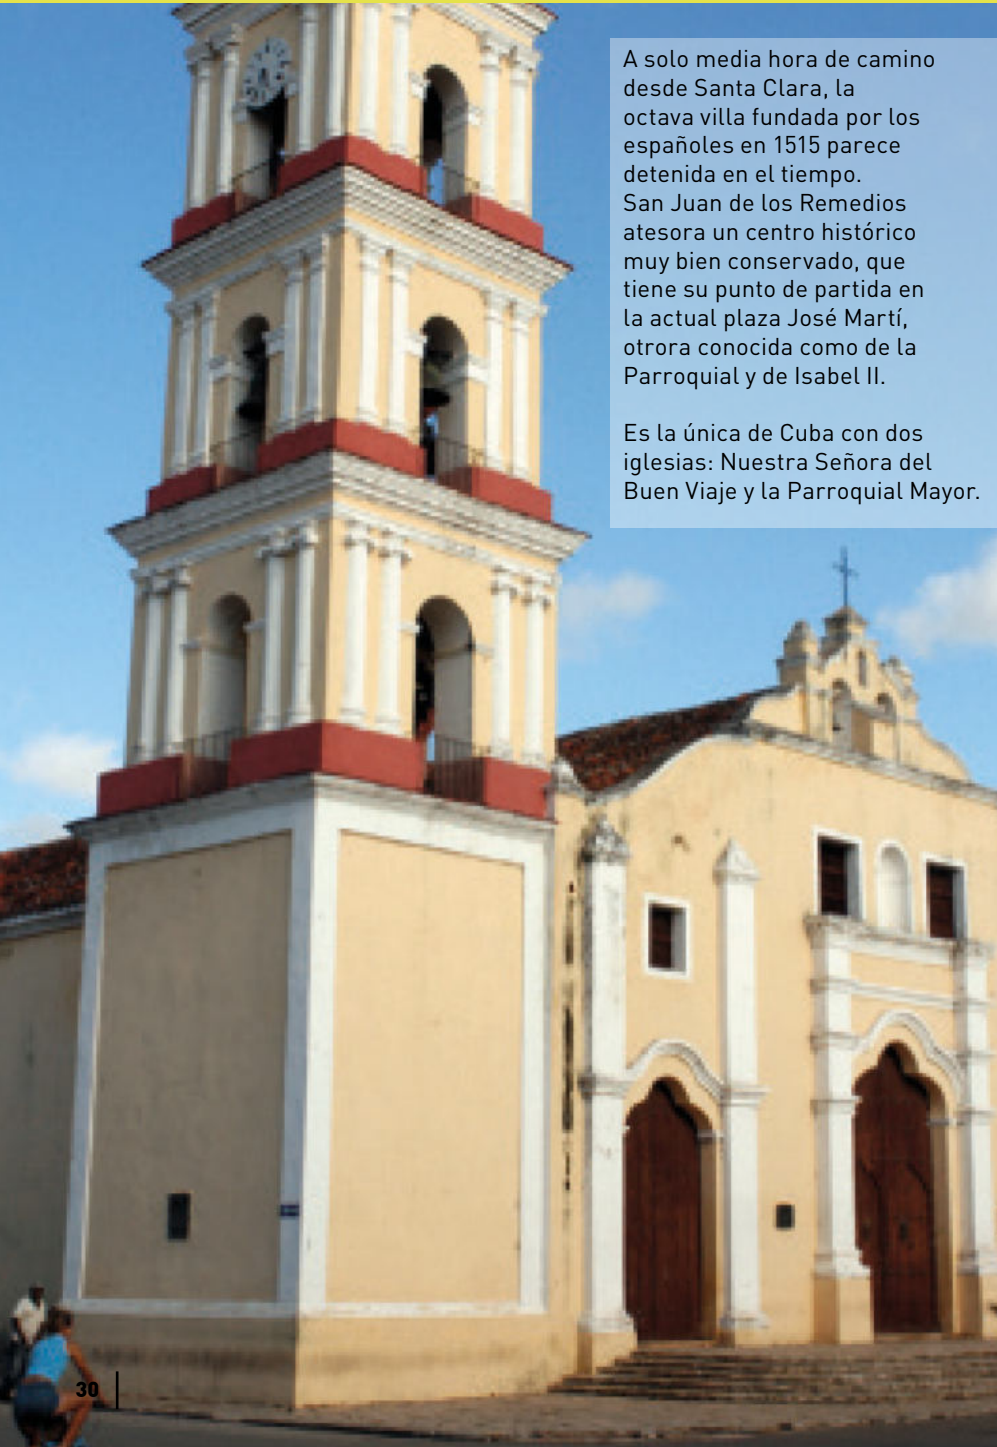 A solo media hora de camino
desde Santa Clara, la
octava villa fundada por los
españoles en 1515 parece
detenida en el tiempo.
San Juan de los Remedios
atesora un centro histórico
muy bien conservado, que
tiene su punto de partida en
la actual plaza José Martí,
otrora conocida como de la
Parroquial y de Isabel II.
Es la única de Cuba con dos
iglesias: Nuestra Señora del
Buen Viaje y la Parroquial Mayor.
30